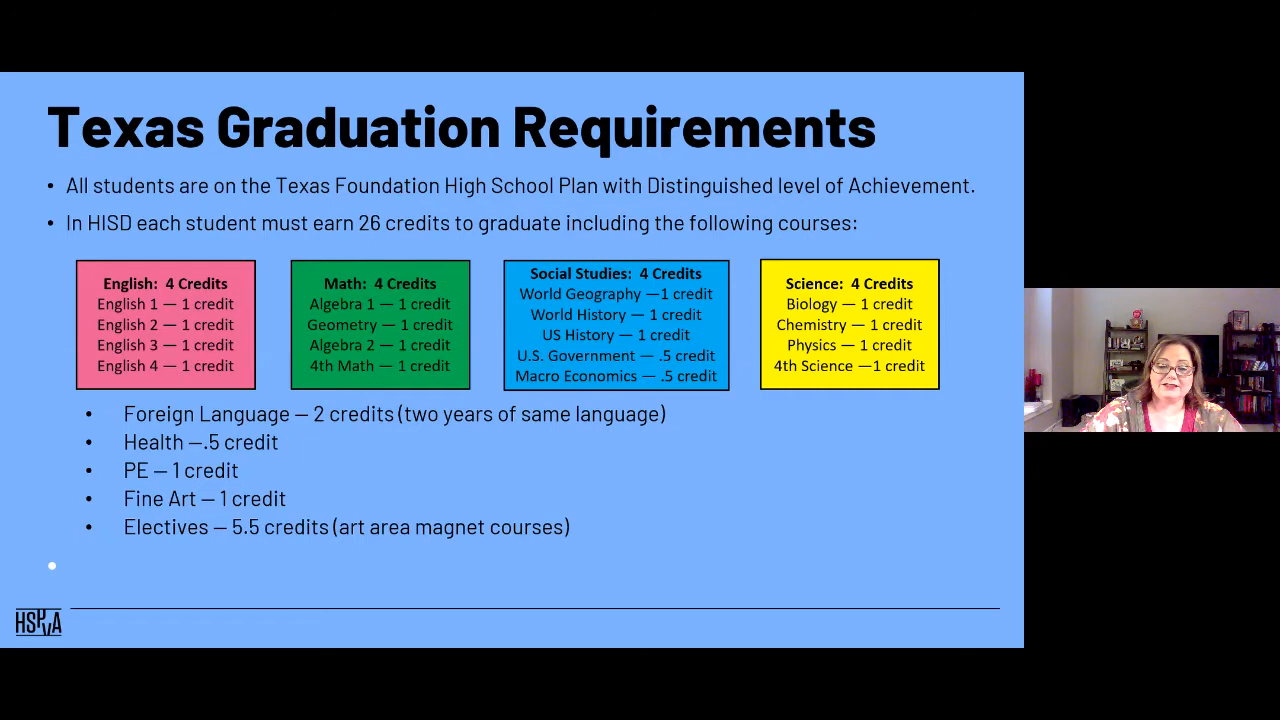 Texas Graduation Requirements
• All students are on the Texas Foundation High School Plan with Distinguished level of Achievement.
• In HISD each student must earn 26 credits to graduate including the following courses:
English: 4 Credits
English 1 — 1 credit
English 2 — 1 credit
English 3 — 1 credit
English 4 — 1 credit
Math: 4 Credits
Algebra 1 — 1 credit
Geometry — 1 credit
Algebra 2 — 1 credit
4th Math — 1 credit
Social Studies: 4 Credits
World Geography —1 credit
World History — 1 credit
US History — 1 credit
U.S. Government — .5 credit
Macro Economics — .5 credit
Science: 4 Credits
Biology — 1 credit
Chemistry — 1 credit
Physics — 1 credit
4th Science —1 credit
• Foreign Language — 2 credits (two years of same language)
• Health —.5 credit
• PE — 1 credit
• Fine Art — 1 credit
• Electives — 5.5 credits (art area magnet courses)
HSPVA